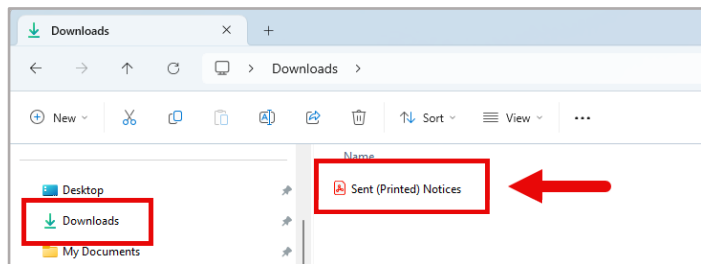 Downloads
Downloads
New
Sort
View
Name
Desktop
Sent (Printed) Notices
Downloads
My Documents